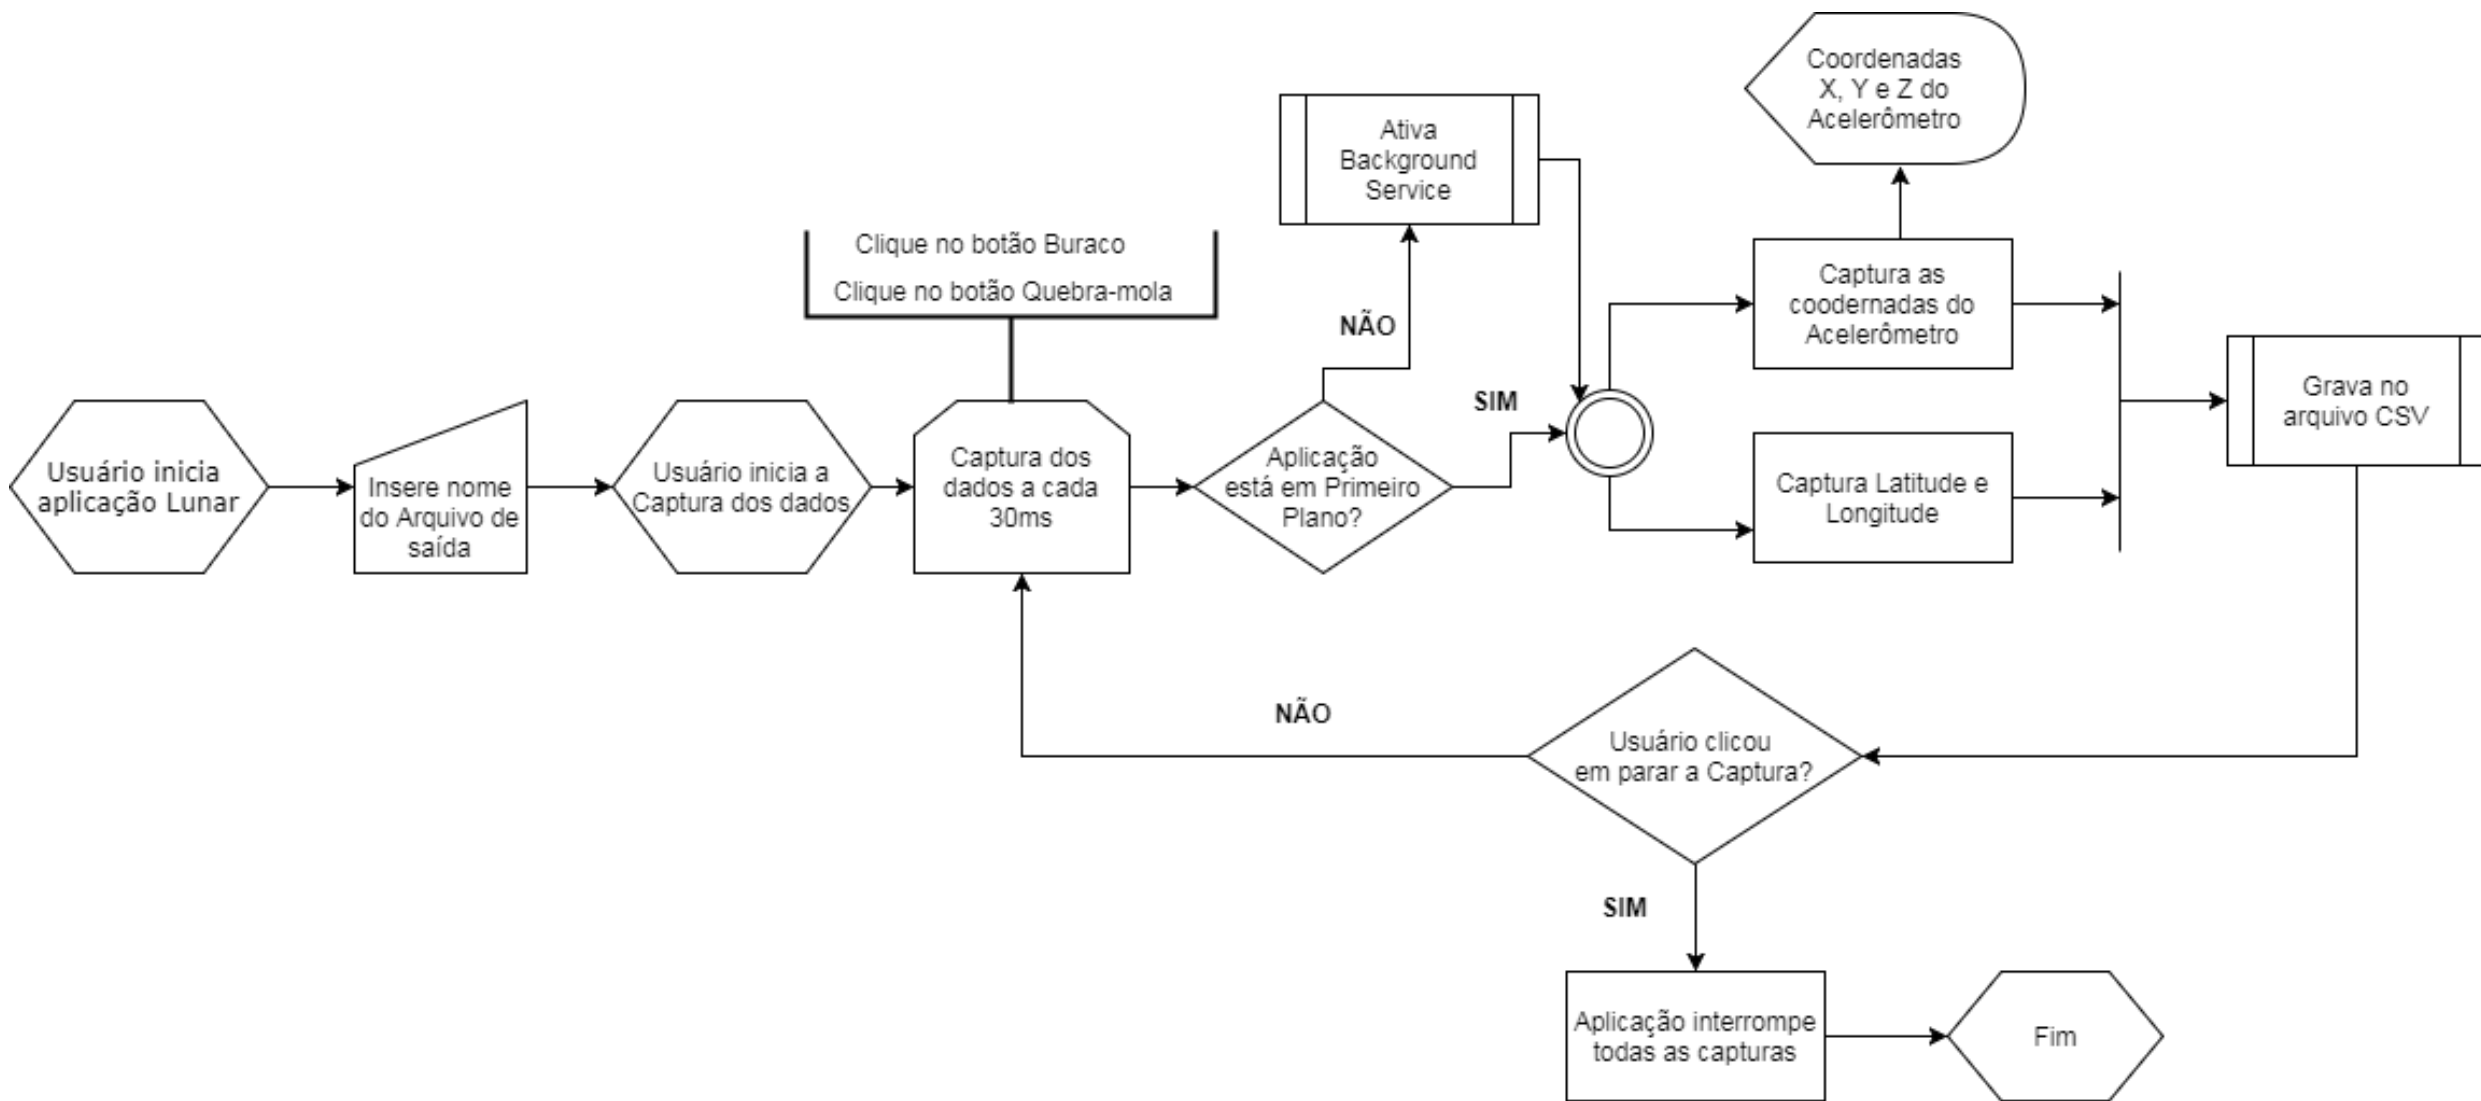 Usuário inicia
aplicação Lunar
Insere nome
do Arquivo de
saída
Usuário inicia a
Captura dos dados
Clique no botão Buraco
Clique no botão Quebra-mola
Captura dos
dados a cada
30ms
Aplicação
está em Primeiro
Plano?
NÃO
Ativa
Background
Service
SIM
Captura as
coodernadas do
Acelerômetro
Coordenadas
X, Y e Z do
Acelerômetro
Captura Latitude e
Longitude
Grava no
arquivo CSV
Usuário clicou
em parar a Captura?
NÃO
SIM
Aplicação interrompe
todas as capturas
Fim